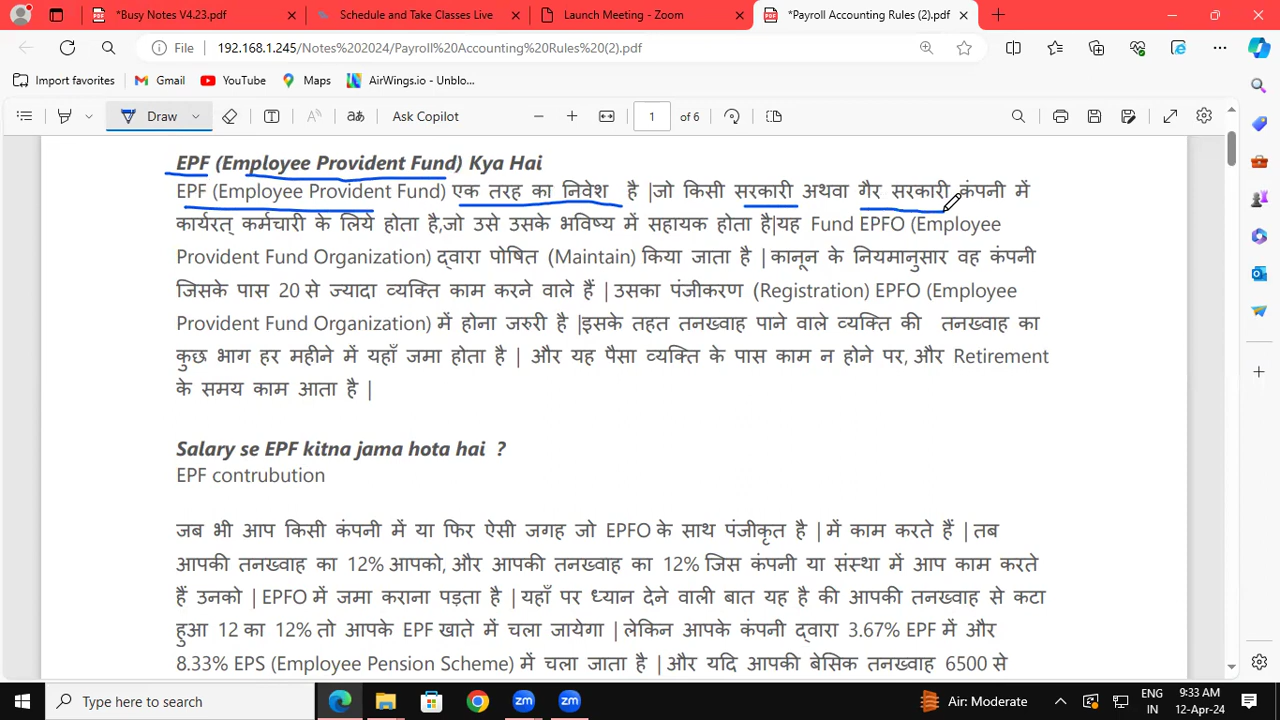 *Busy Notes V4.23.pdf
Schedule and Take Classes Live
Launch Meeting - Zoom
*Payroll Accounting Rules (2).pdf
File
192.168.1.245/Notes%202024/Payroll%20Accounting%20Rules%20(2).pdf
Import favorites
Gmail
YouTube
Maps
AirWings.io - Unblo...
Draw
Ask Copilot
1
of 6
EPF (Employee Provident Fund) Kya Hai
EPF (Employee Provident Fund) एक तरह का निवेश है |जो किसी सरकारी अथवा गैर सरकारी कंपनी में
कार्यरत् कर्मचारी के लिये होता है,जो उसे उसके भविष्य में सहायक होता है|यह Fund EPFO (Employee
Provident Fund Organization) द्वारा पोषित (Maintain) किया जाता है | कानून के नियमानुसार वह कंपनी
जिसके पास 20 से ज्यादा व्यक्ति काम करने वाले हैं | उसका पंजीकरण (Registration) EPFO (Employee
Provident Fund Organization) में होना जरुरी है |इसके तहत तनख्वाह पाने वाले व्यक्ति की तनख्वाह का
कुछ भाग हर महीने में यहाँ जमा होता है | और यह पैसा व्यक्ति के पास काम न होने पर, और Retirement
के समय काम आता है |
Salary se EPF kitna jama hota hai ?
EPF contrubution
जब भी आप किसी कंपनी में या फिर ऐसी जगह जो EPFO के साथ पंजीकृत है | में काम करते हैं | तब
आपकी तनख्वाह का 12% आपको, और आपकी तनख्वाह का 12% जिस कंपनी या संस्था में आप काम करते
हैं उनको | EPFO में जमा कराना पड़ता है | यहाँ पर ध्यान देने वाली बात यह है की आपकी तनख्वाह से कटा
हुआ 12 का 12% तो आपके EPF खाते में चला जायेगा | लेकिन आपके कंपनी द्वारा 3.67% EPF में और
8.33% EPS (Employee Pension Scheme) में चला जाता है | और यदि आपकी बेसिक तनख्वाह 6500 से
Type here to search
Air: Moderate
ENG
IN
9:33 AM
12-Apr-24